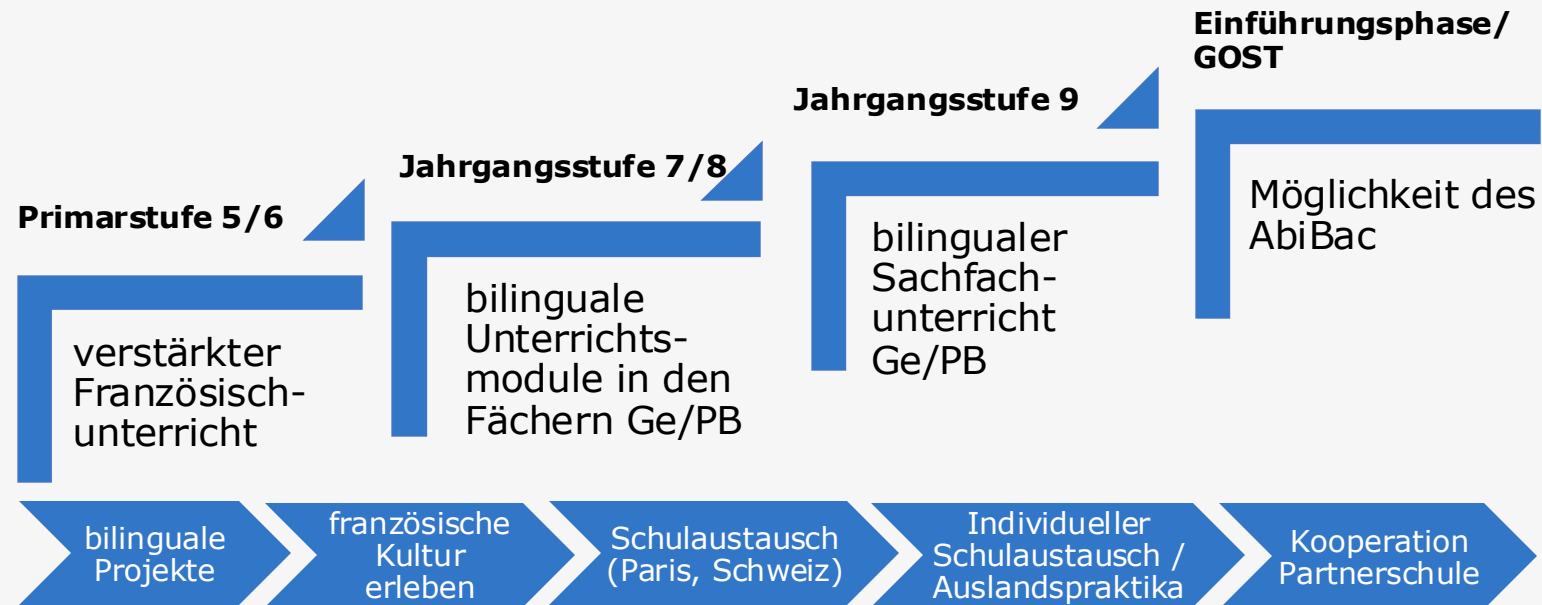 Primarstufe 5/6
verstärkter
Französisch-
unterricht
Jahrgangsstufe 7/8
bilinguale
Unterrichts-
module in den
Fächern Ge/PB
Jahrgangsstufe 9
bilingualer
Sachfach-
unterricht
Ge/PB
Einführungsphase/
GOST
Möglichkeit des
AbiBac
bilinguale
Projekte
französische
Kultur
erleben
Schulaustausch
(Paris, Schweiz)
Individueller
Schulaustausch /
Auslandspraktika
Kooperation
Partnerschule